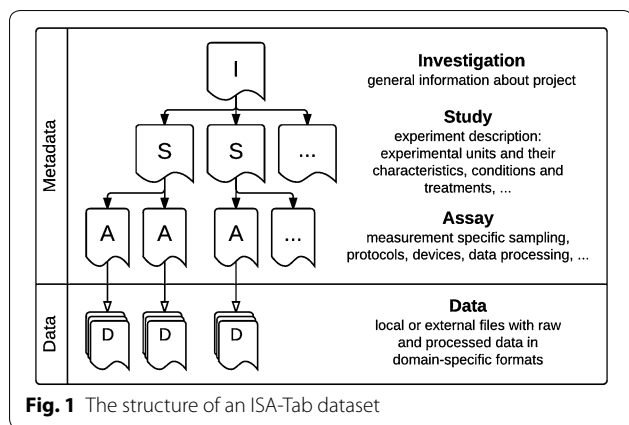 Metadata
I
Investigation
general information about project
S
S
...
Study
experiment description:
experimental units and their
characteristics, conditions and
treatments, ...
A
A
A
...
Assay
measurement specific sampling,
protocols, devices, data processing, ...
Data
D
D
D
Data
local or external files with raw
and processed data in
domain-specific formats
Fig. 1 The structure of an ISA-Tab dataset